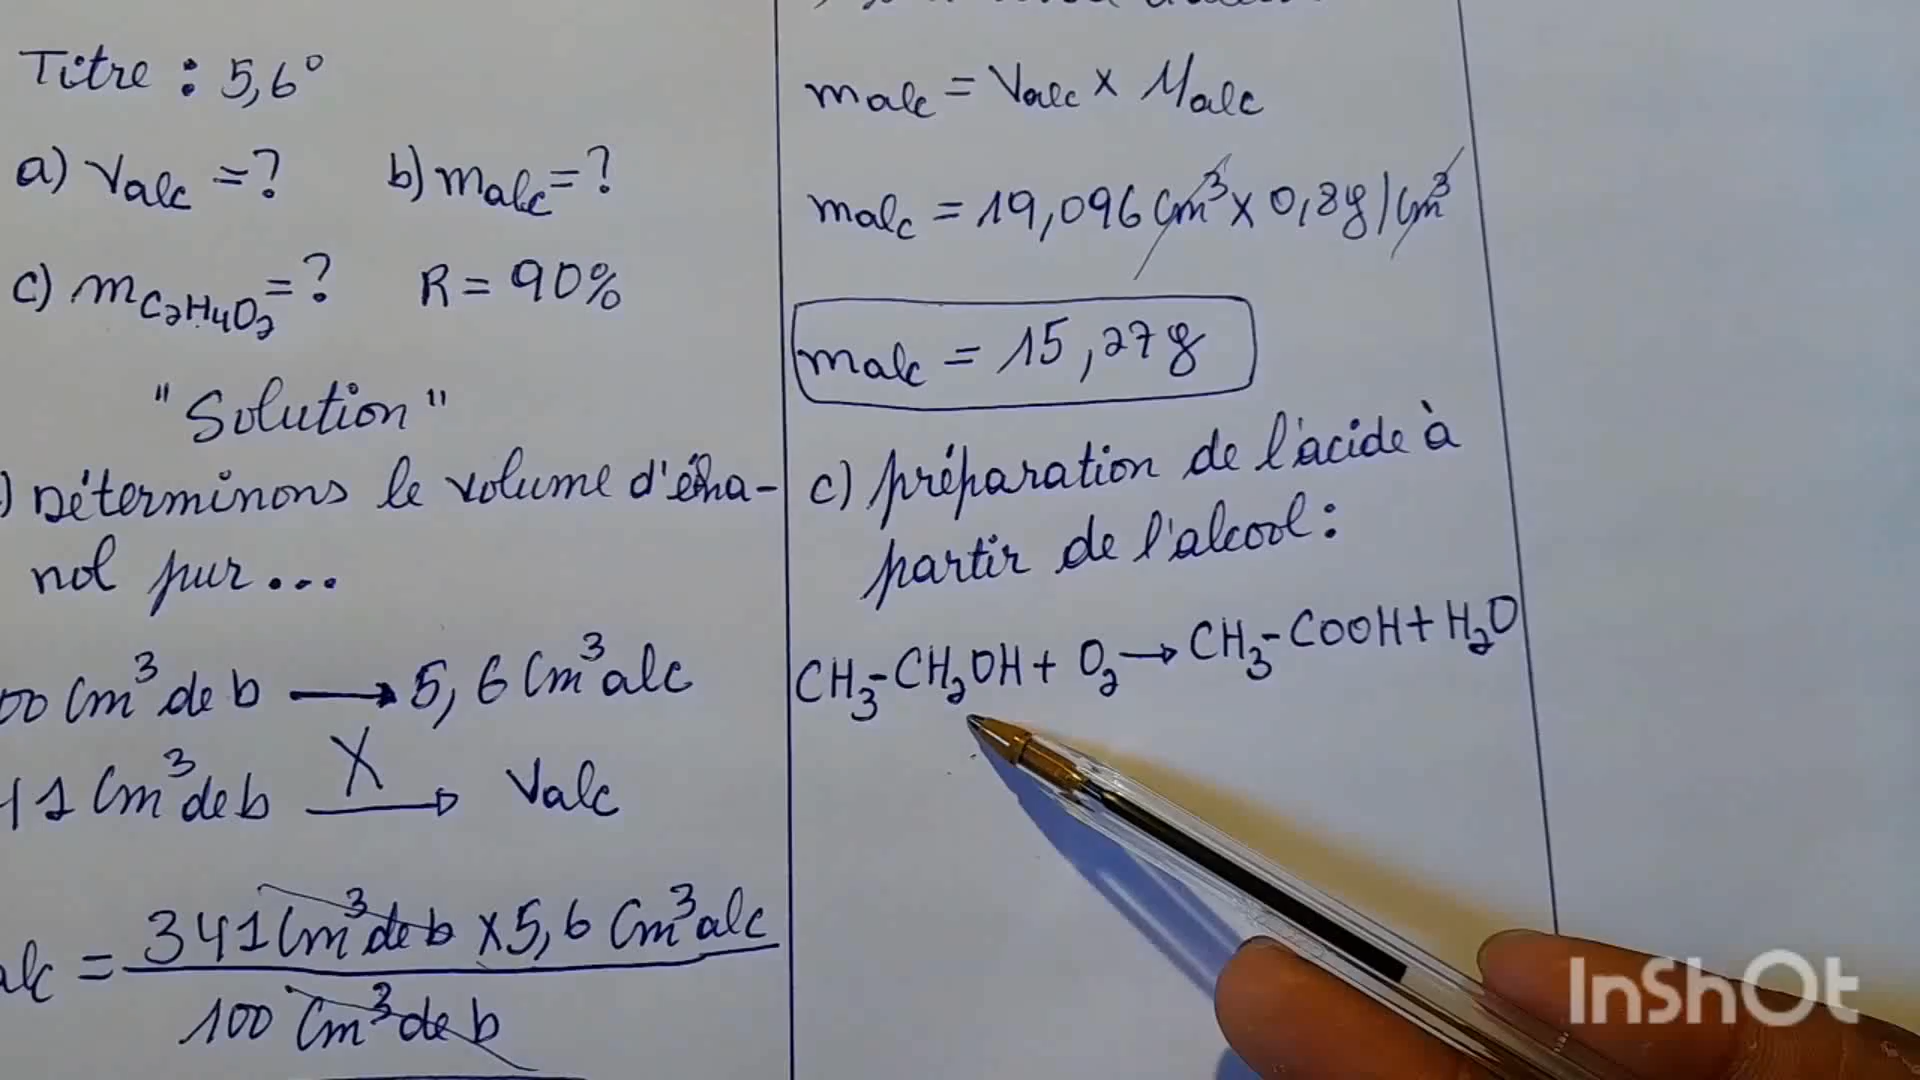 Titre : 5,6°
a) Valc = ? b) malc = ?
c) mC₂H₄O₂ = ? R = 90%
"Solution"
) Déterminons le volume d'étha-
nol pur...
00 Cm³ de b → 5,6 Cm³ alc
41 Cm³ de b X→ Valc
alc = 341 Cm³ de b x 5,6 Cm³ alc
100 Cm³ de b
malc = Valc x Malc
malc = 19,096 Cm³ x 0,8g/Cm³
malc = 15,27g
c) préparation de l'acide à
partir de l'alcool :
CH₃-CH₂OH + O₂ → CH₃-COOH + H₂O
InShOt